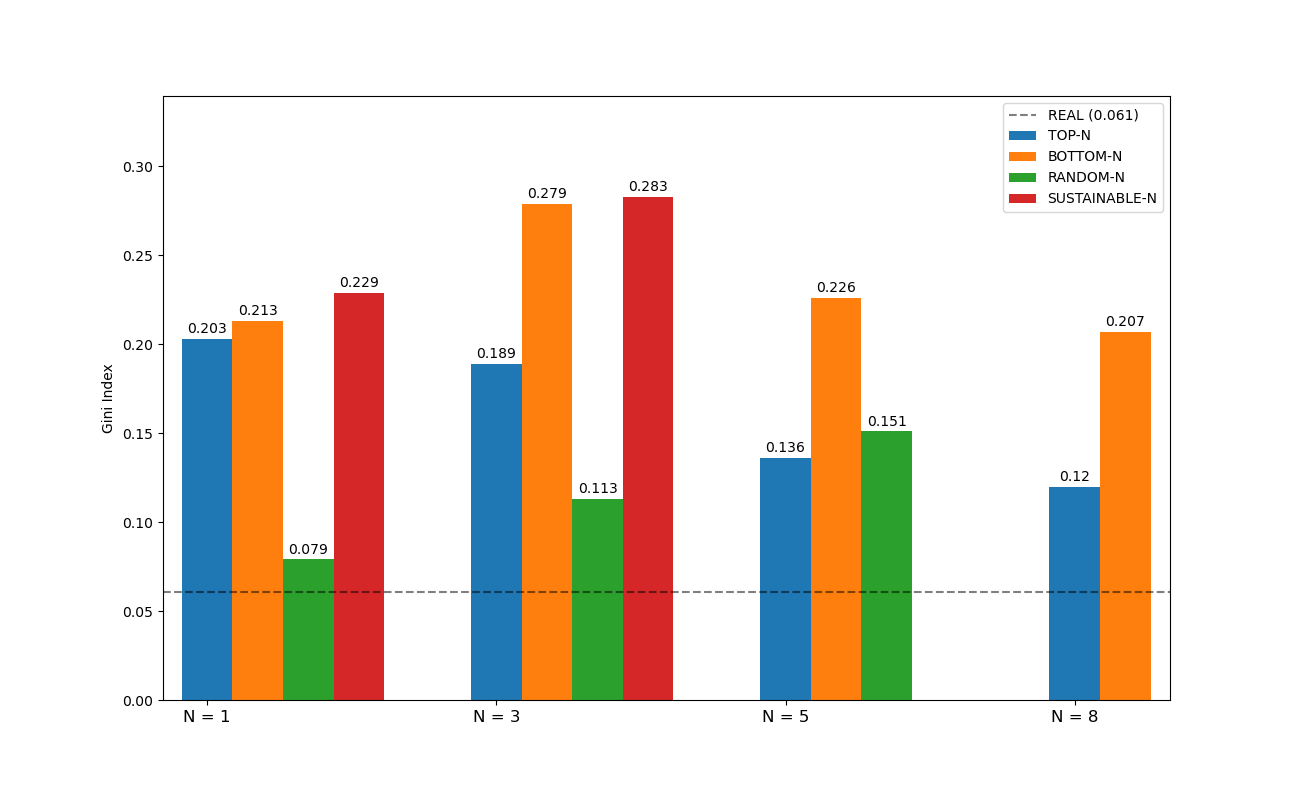 REAL (0.061)
TOP-N
BOTTOM-N
RANDOM-N
SUSTAINABLE-N
Gini Index
0.30
0.25
0.20
0.15
0.10
0.05
0.00
0.203
0.213
0.079
0.229
0.189
0.279
0.113
0.283
0.136
0.226
0.151
0.12
0.207
N = 1
N = 3
N = 5
N = 8